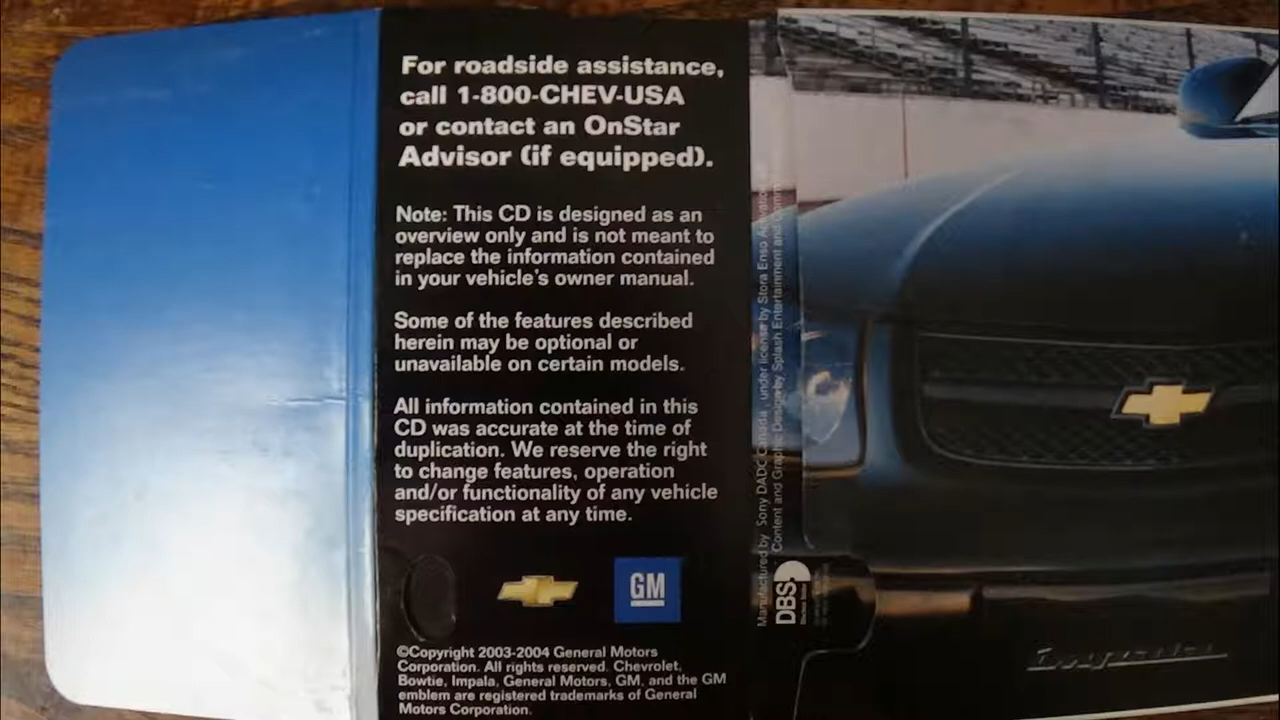 For roadside assistance,
call 1-800-CHEV-USA
or contact an OnStar
Advisor (if equipped).
Note: This CD is designed as an
overview only and is not meant to
replace the information contained
in your vehicle's owner manual.
Some of the features described
herein may be optional or
unavailable on certain models.
All information contained in this
CD was accurate at the time of
duplication. We reserve the right
to change features, operation
and/or functionality of any vehicle
specification at any time.
GM
©Copyright 2003-2004 General Motors
Corporation. All rights reserved. Chevrolet,
Bowtie, Impala, General Motors, GM, and the GM
emblem are registered trademarks of General
Motors Corporation.
Manufactured by Sony DADC Canada, under license by Stora Enso
Content and Graphic Design by Splash Entertainment and
DBS